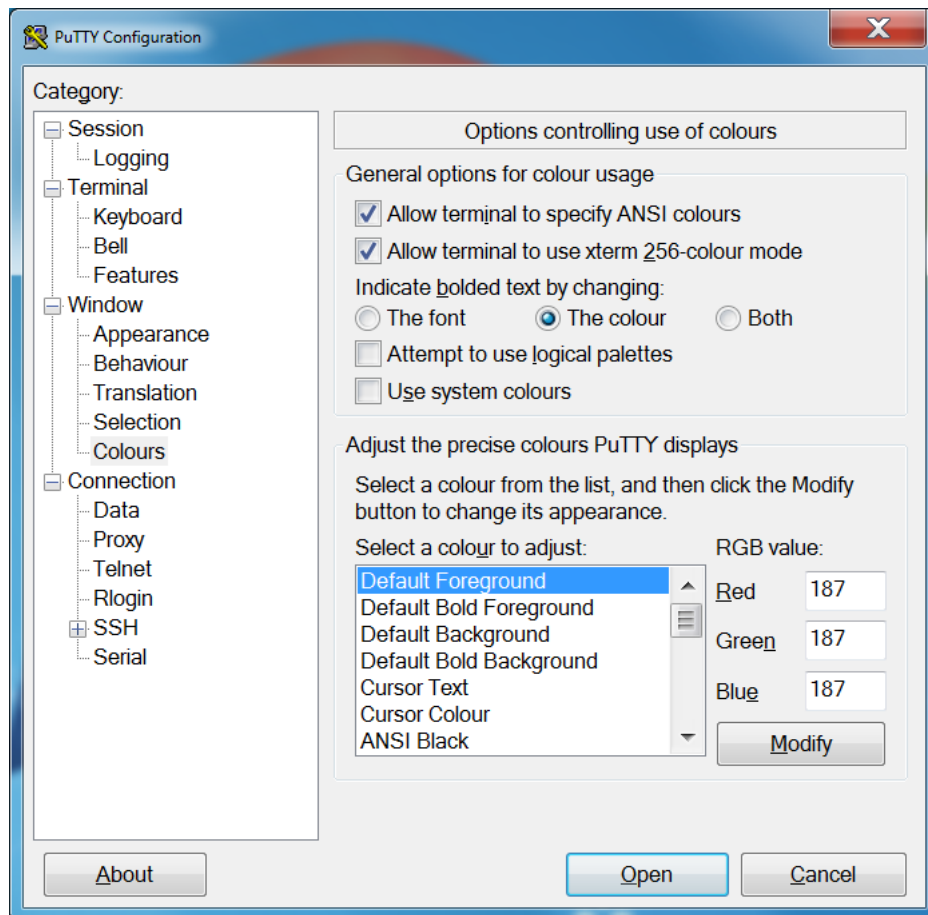 PuTTY Configuration
Category:
Session
Logging
Terminal
Keyboard
Bell
Features
Window
Appearance
Behaviour
Translation
Selection
Colours
Connection
Data
Proxy
Telnet
Rlogin
SSH
Serial
Options controlling use of colours
General options for colour usage
Allow terminal to specify ANSI colours
Allow terminal to use xterm 256-colour mode
Indicate bolded text by changing:
The font The colour Both
Attempt to use logical palettes
Use system colours
Adjust the precise colours PuTTY displays
Select a colour from the list, and then click the Modify
button to change its appearance.
Select a colour to adjust: RGB value:
Default Foreground
Default Bold Foreground
Default Background
Default Bold Background
Cursor Text
Cursor Colour
ANSI Black
Red 187
Green 187
Blue 187
Modify
About Open Cancel